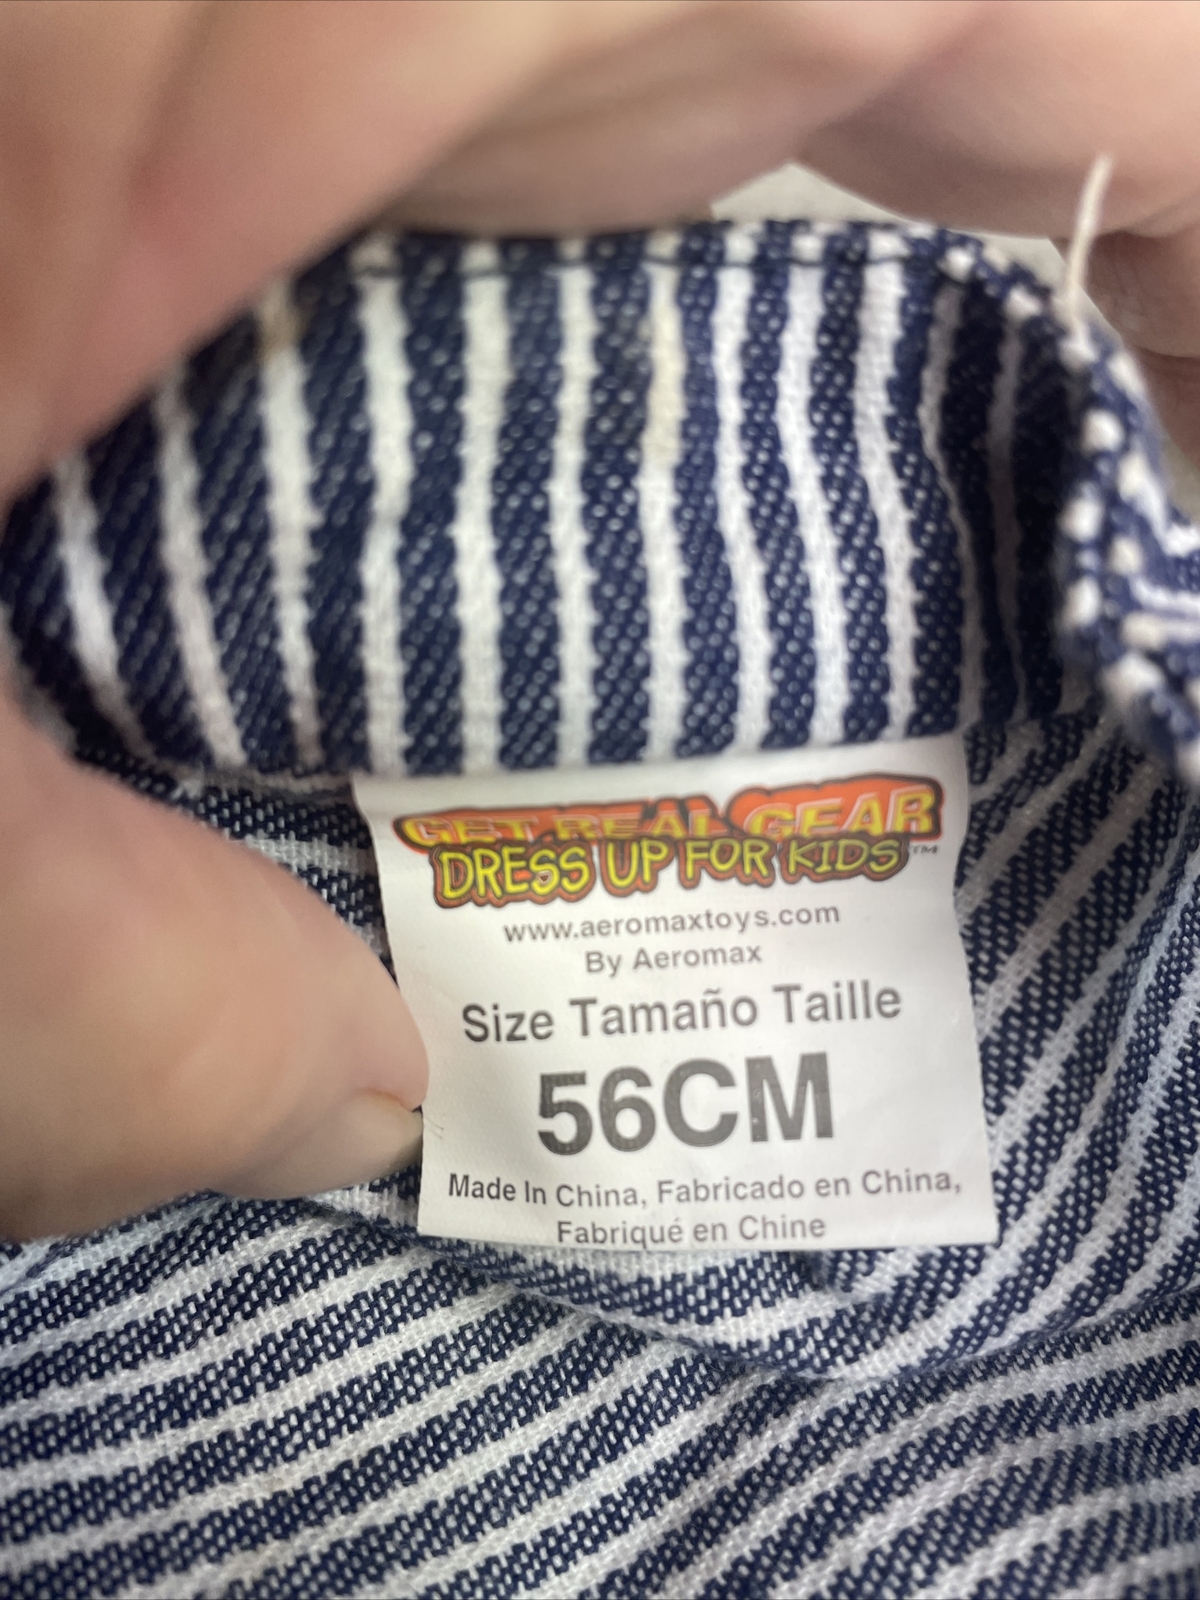 GET REAL GEAR
DRESS UP FOR KIDS™
www.aeromaxtoys.com
By Aeromax
Size Tamaño Taille
56CM
Made In China, Fabricado en China,
Fabriqué en Chine